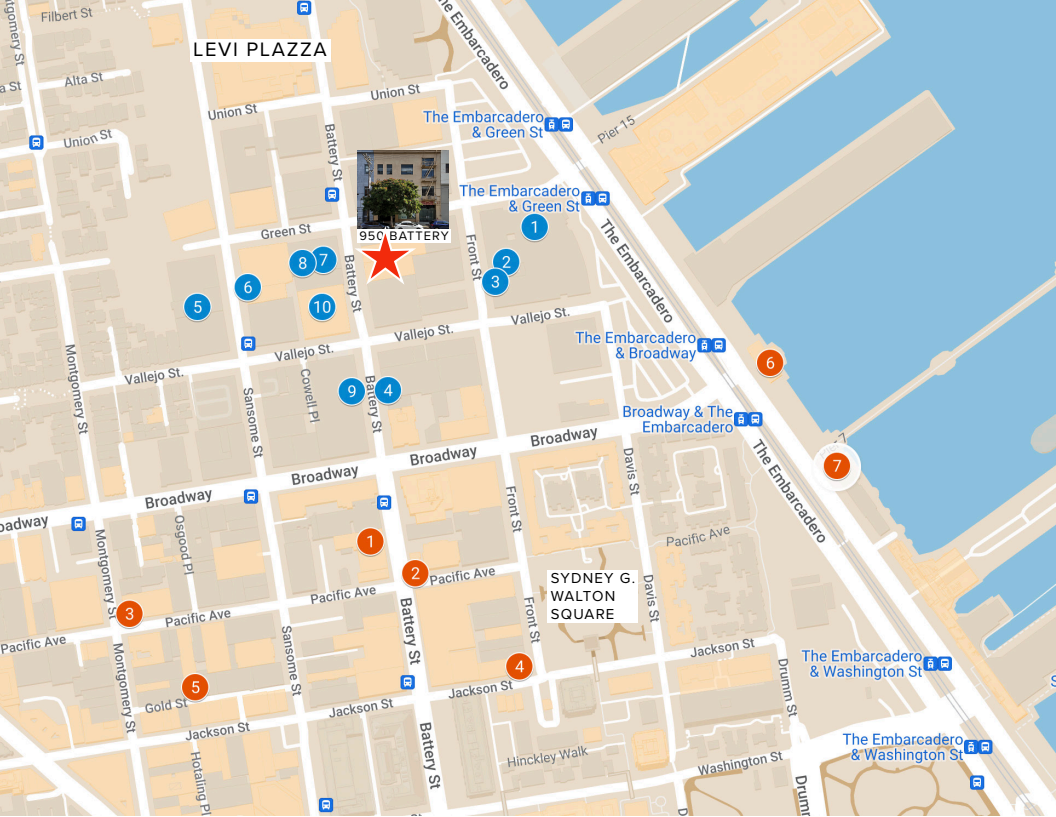 Filbert St
tgomery St
The Embarcadero
LEVI PLAZZA
Alta St
a St
Union St
Union St
Union St
The Embarcadero
& Green St
Pier 15
Battery St
The Embarcadero
& Green St
950 BATTERY
Green St
1
8
7
2
3
Front St
Battery St
The Embarcadero
6
5
10
Vallejo St.
Vallejo St.
Vallejo St.
Vallejo St.
The Embarcadero
& Broadway
6
Montgomery St
Sansome St
Cowell Pl
9
4
Battery St
Broadway & The
Embarcadero
Broadway
Broadway
Broadway
Broadway
oadway
Davis St
7
7
The Embarcadero
Front St
Osgood Pl
Montgomery St
1
2
Pacific Ave
Pacific Ave
Pacific Ave
Pacific Ave
Pacific Ave
SYDNEY G.
WALTON
SQUARE
Davis St
3
Battery St
Front St
Sansome St
Montgomery St
4
5
Gold St
Jackson St
Jackson St
Jackson St
Jackson St
The Embarcadero
& Washington St
Drumm St
Battery St
Hotaling Pl
Hinckley Walk
Washington St
The Embarcadero
& Washington St
Drumm
D
S